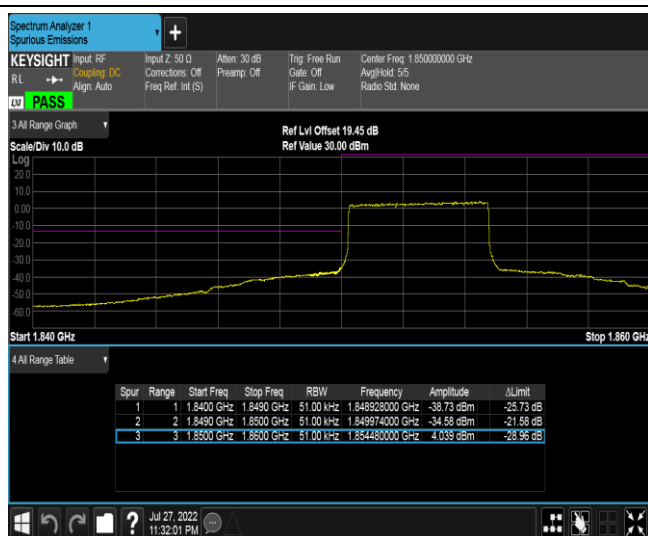 Spectrum Analyzer 1
Spurious Emissions
+
KEYSIGHT Input: RF Input Z: 50 Ω Atten: 30 dB Trig: Free Run Center Freq: 1.850000000 GHz
RL Coupling: DC Corrections: Off Preamp: Off Gate: Off Avg|Hold: 5/5
Align: Auto Freq Ref: Int (S) IF Gain: Low Radio Std: None
LXI PASS
3 All Range Graph
Ref Lvl Offset 19.45 dB
Scale/Div 10.0 dB Ref Value 30.00 dBm
Log
20.0
10.0
0.00
-10.0
-20.0
-30.0
-40.0
-50.0
-60.0
Start 1.840 GHz Stop 1.860 GHz
4 All Range Table
Spur Range Start Freq Stop Freq RBW Frequency Amplitude ΔLimit
1 1 1.8400 GHz 1.8490 GHz 51.00 kHz 1.848928000 GHz -38.73 dBm -25.73 dB
2 2 1.8490 GHz 1.8500 GHz 51.00 kHz 1.849974000 GHz -34.58 dBm -21.58 dB
3 3 1.8500 GHz 1.8600 GHz 51.00 kHz 1.854480000 GHz 4.039 dBm -28.96 dB
? Jul 27, 2022
11:32:01 PM